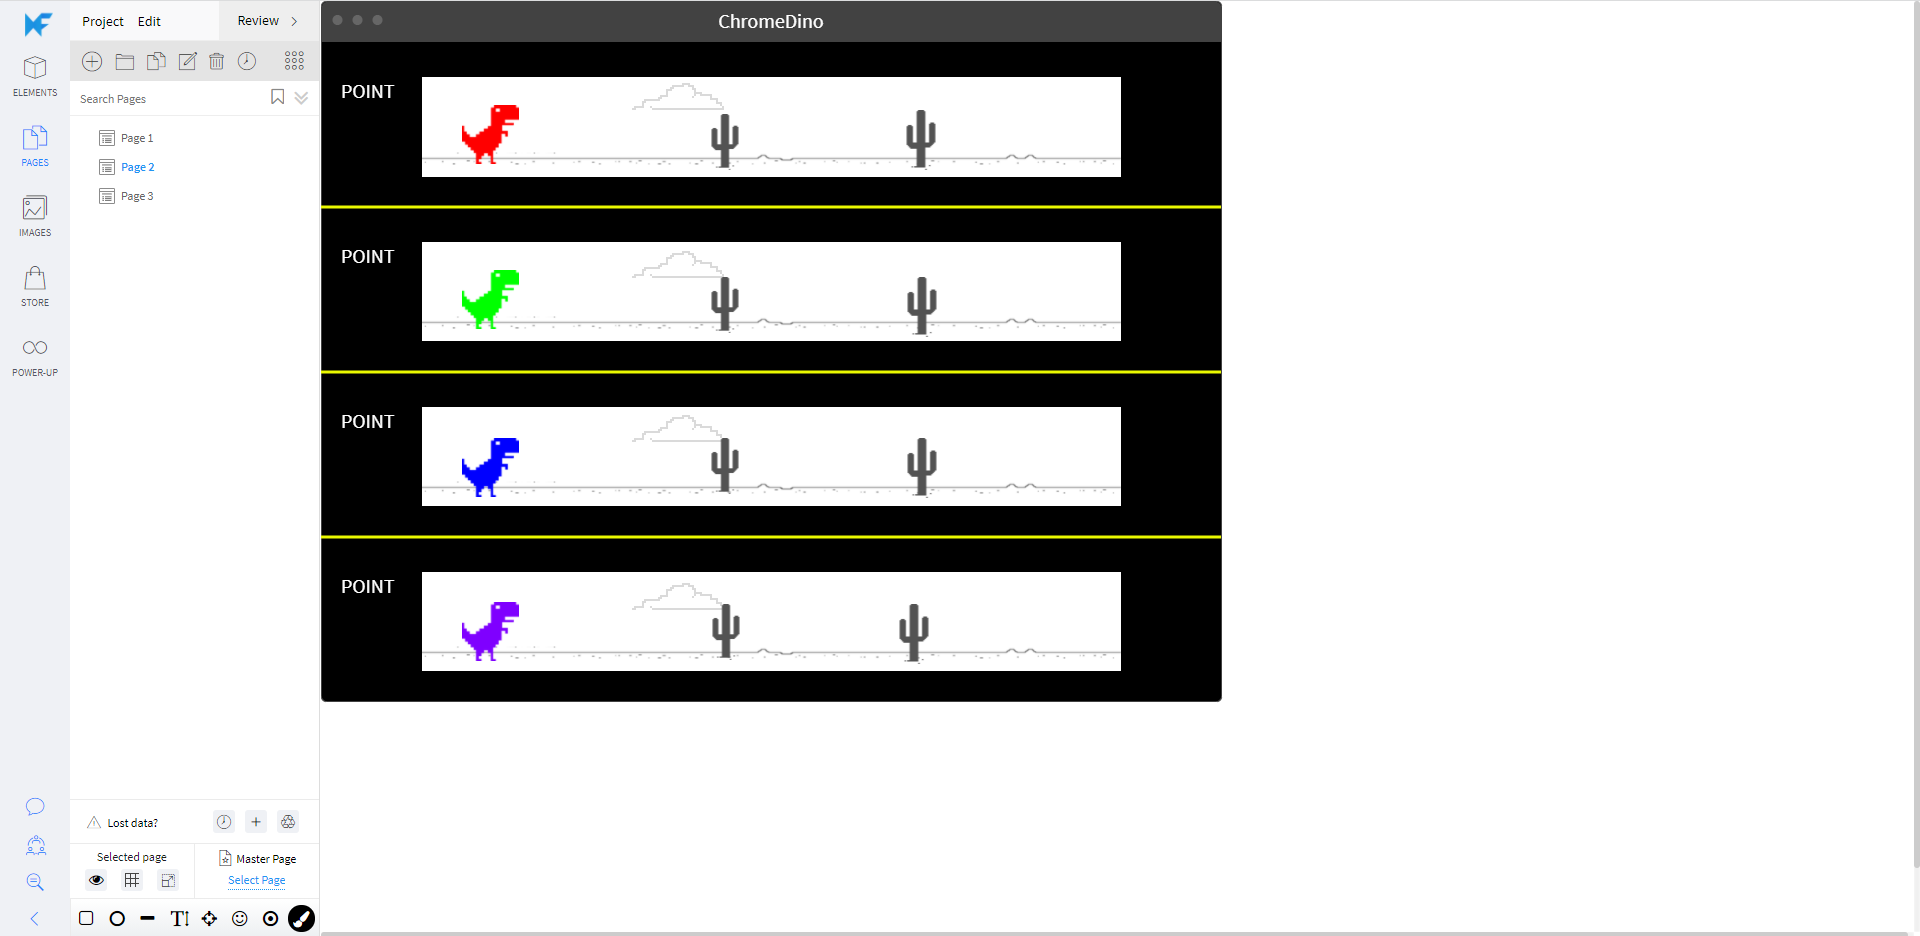 Project Edit Review
ChromeDino
ELEMENTS
Search Pages
PAGES
Page 1
Page 2
Page 3
IMAGES
STORE
POWER-UP
POINT
POINT
POINT
POINT
Lost data?
Selected page
Master Page
Select Page